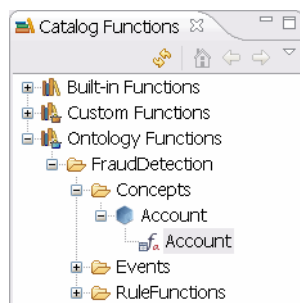 Catalog Functions
Built-in Functions
Custom Functions
Ontology Functions
FraudDetection
Concepts
Account
Account
Events
RuleFunctions